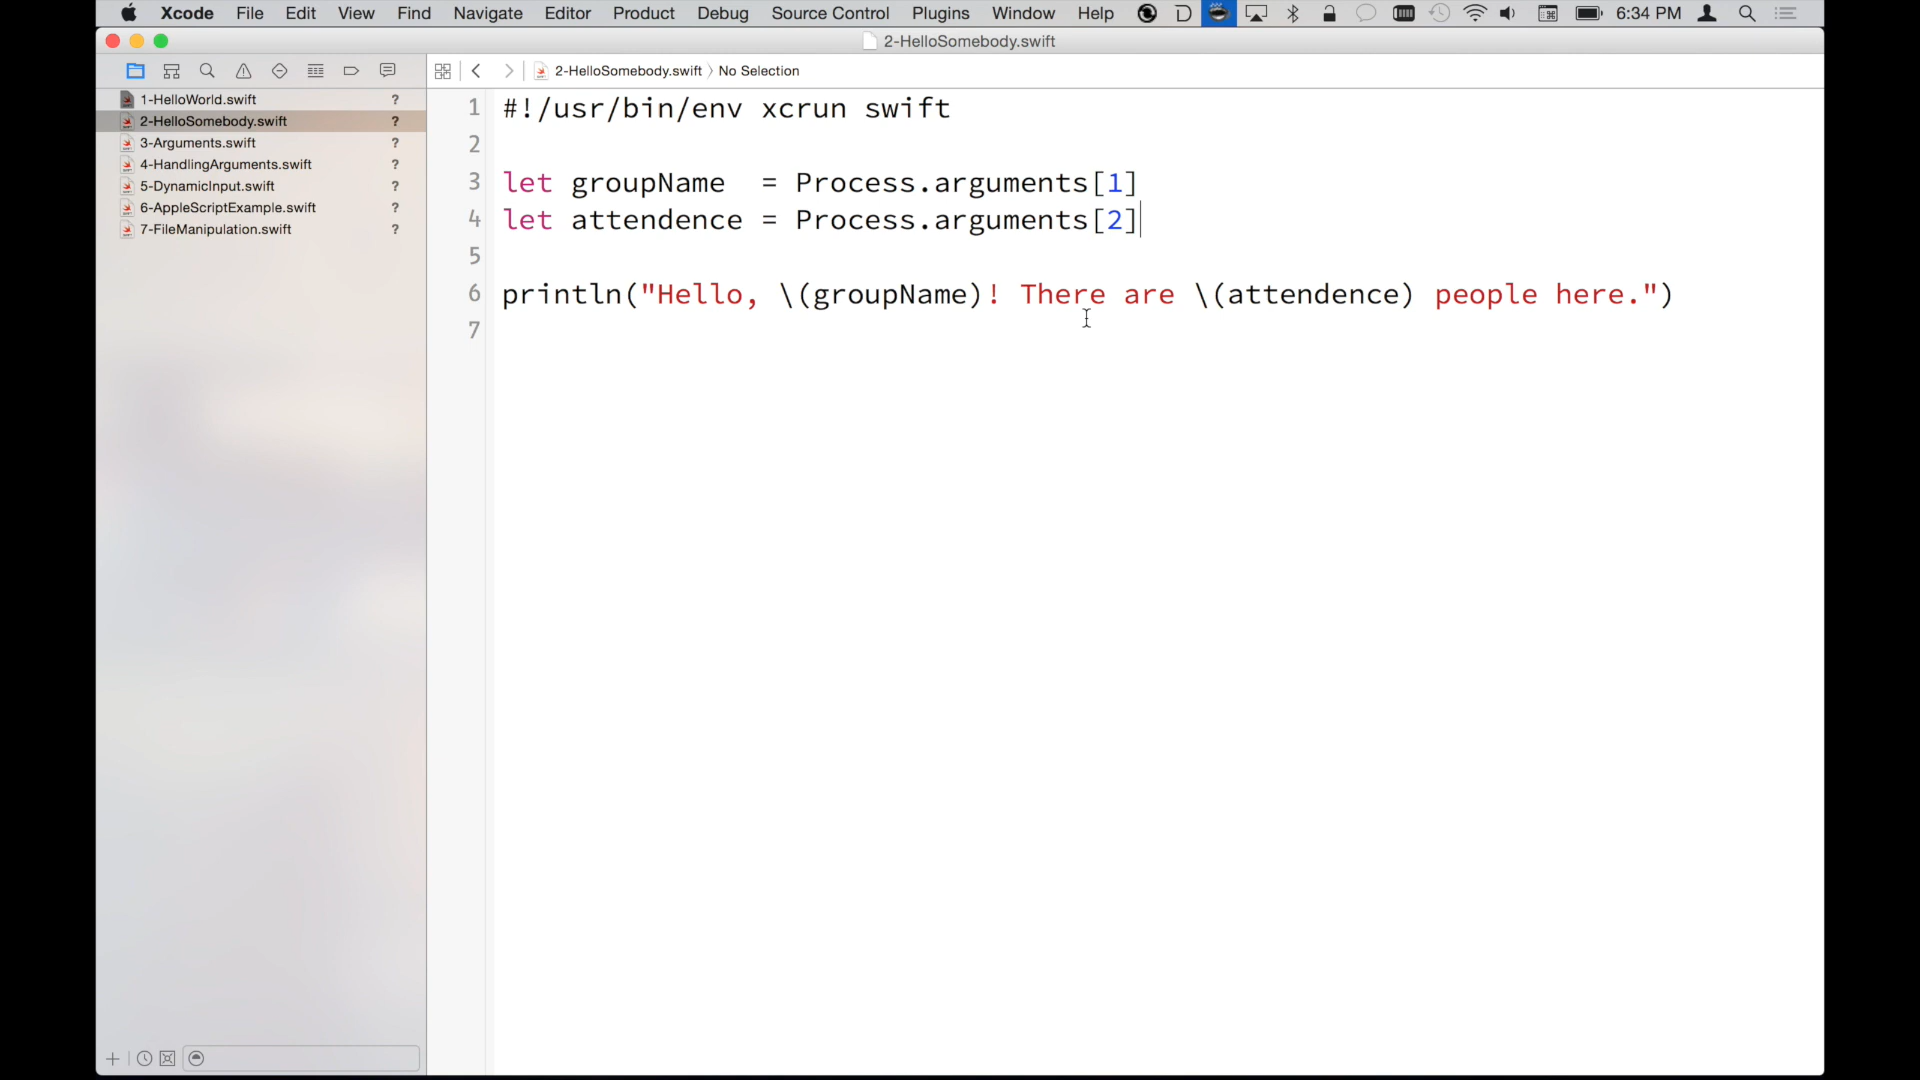 Xcode File Edit View Find Navigate Editor Product Debug Source Control Plugins Window Help 6:34 PM
2-HelloSomebody.swift
2-HelloSomebody.swift No Selection
1-HelloWorld.swift ?
2-HelloSomebody.swift ?
3-Arguments.swift ?
4-HandlingArguments.swift ?
5-DynamicInput.swift ?
6-AppleScriptExample.swift ?
7-FileManipulation.swift ?
1 #!/usr/bin/env xcrun swift
2
3 let groupName  = Process.arguments[1]
4 let attendence = Process.arguments[2]
5
6 println("Hello, \(groupName)! There are \(attendence) people here.")
7